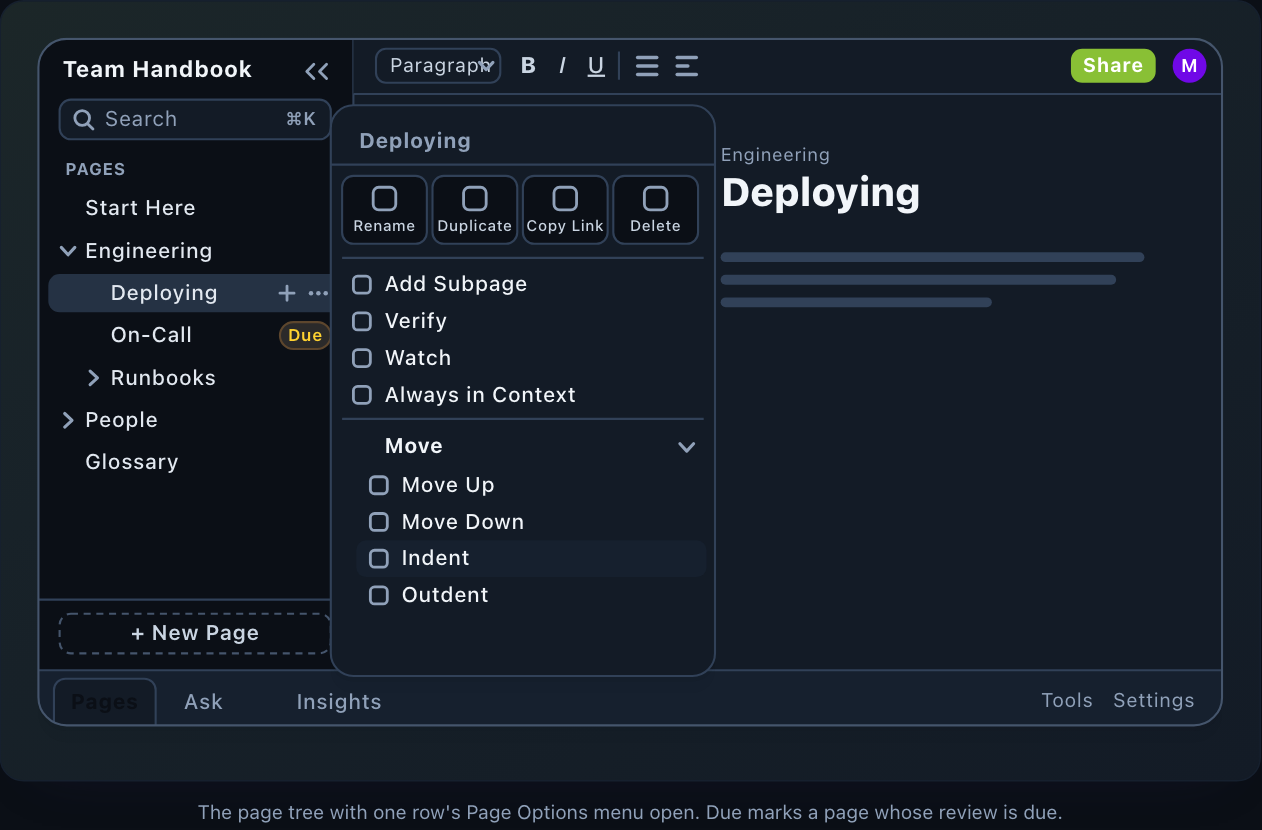 Team Handbook
Search ⌘K
PAGES
Start Here
Engineering
Deploying
On-Call Due
Runbooks
People
Glossary
+ New Page
Paragraph B I U
Share M
Deploying
Rename Duplicate Copy Link Delete
Add Subpage
Verify
Watch
Always in Context
Move
Move Up
Move Down
Indent
Outdent
Engineering
Deploying
Pages Ask Insights Tools Settings
The page tree with one row's Page Options menu open. Due marks a page whose review is due.